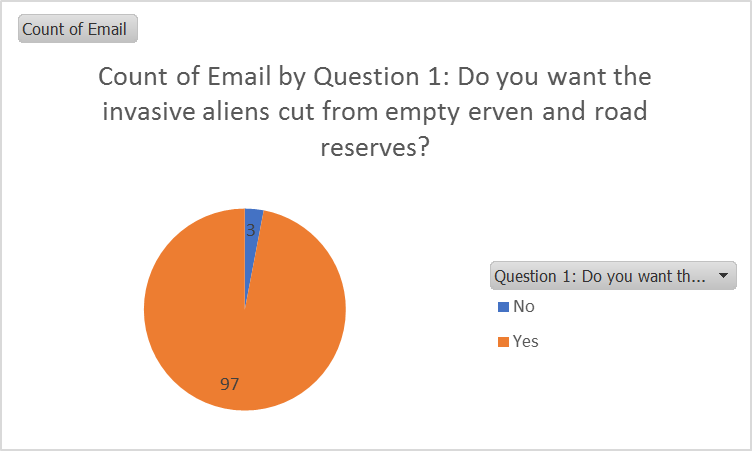 Count of Email
Count of Email by Question 1: Do you want the
invasive aliens cut from empty erven and road
reserves?
3
97
Question 1: Do you want th...
No
Yes